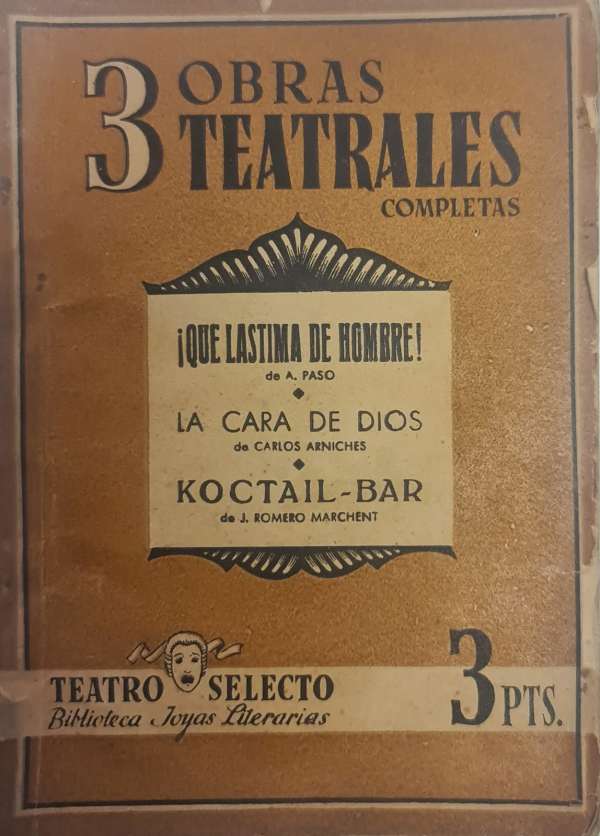 3 OBRAS
TEATRALES
COMPLETAS
¡QUE LASTIMA DE HOMBRE!
de A. PASO
LA CARA DE DIOS
de CARLOS ARNICHES
KOCTAIL-BAR
de J. ROMERO MARCHENT
TEATRO SELECTO
Biblioteca Joyas Literarias
3 PTS.